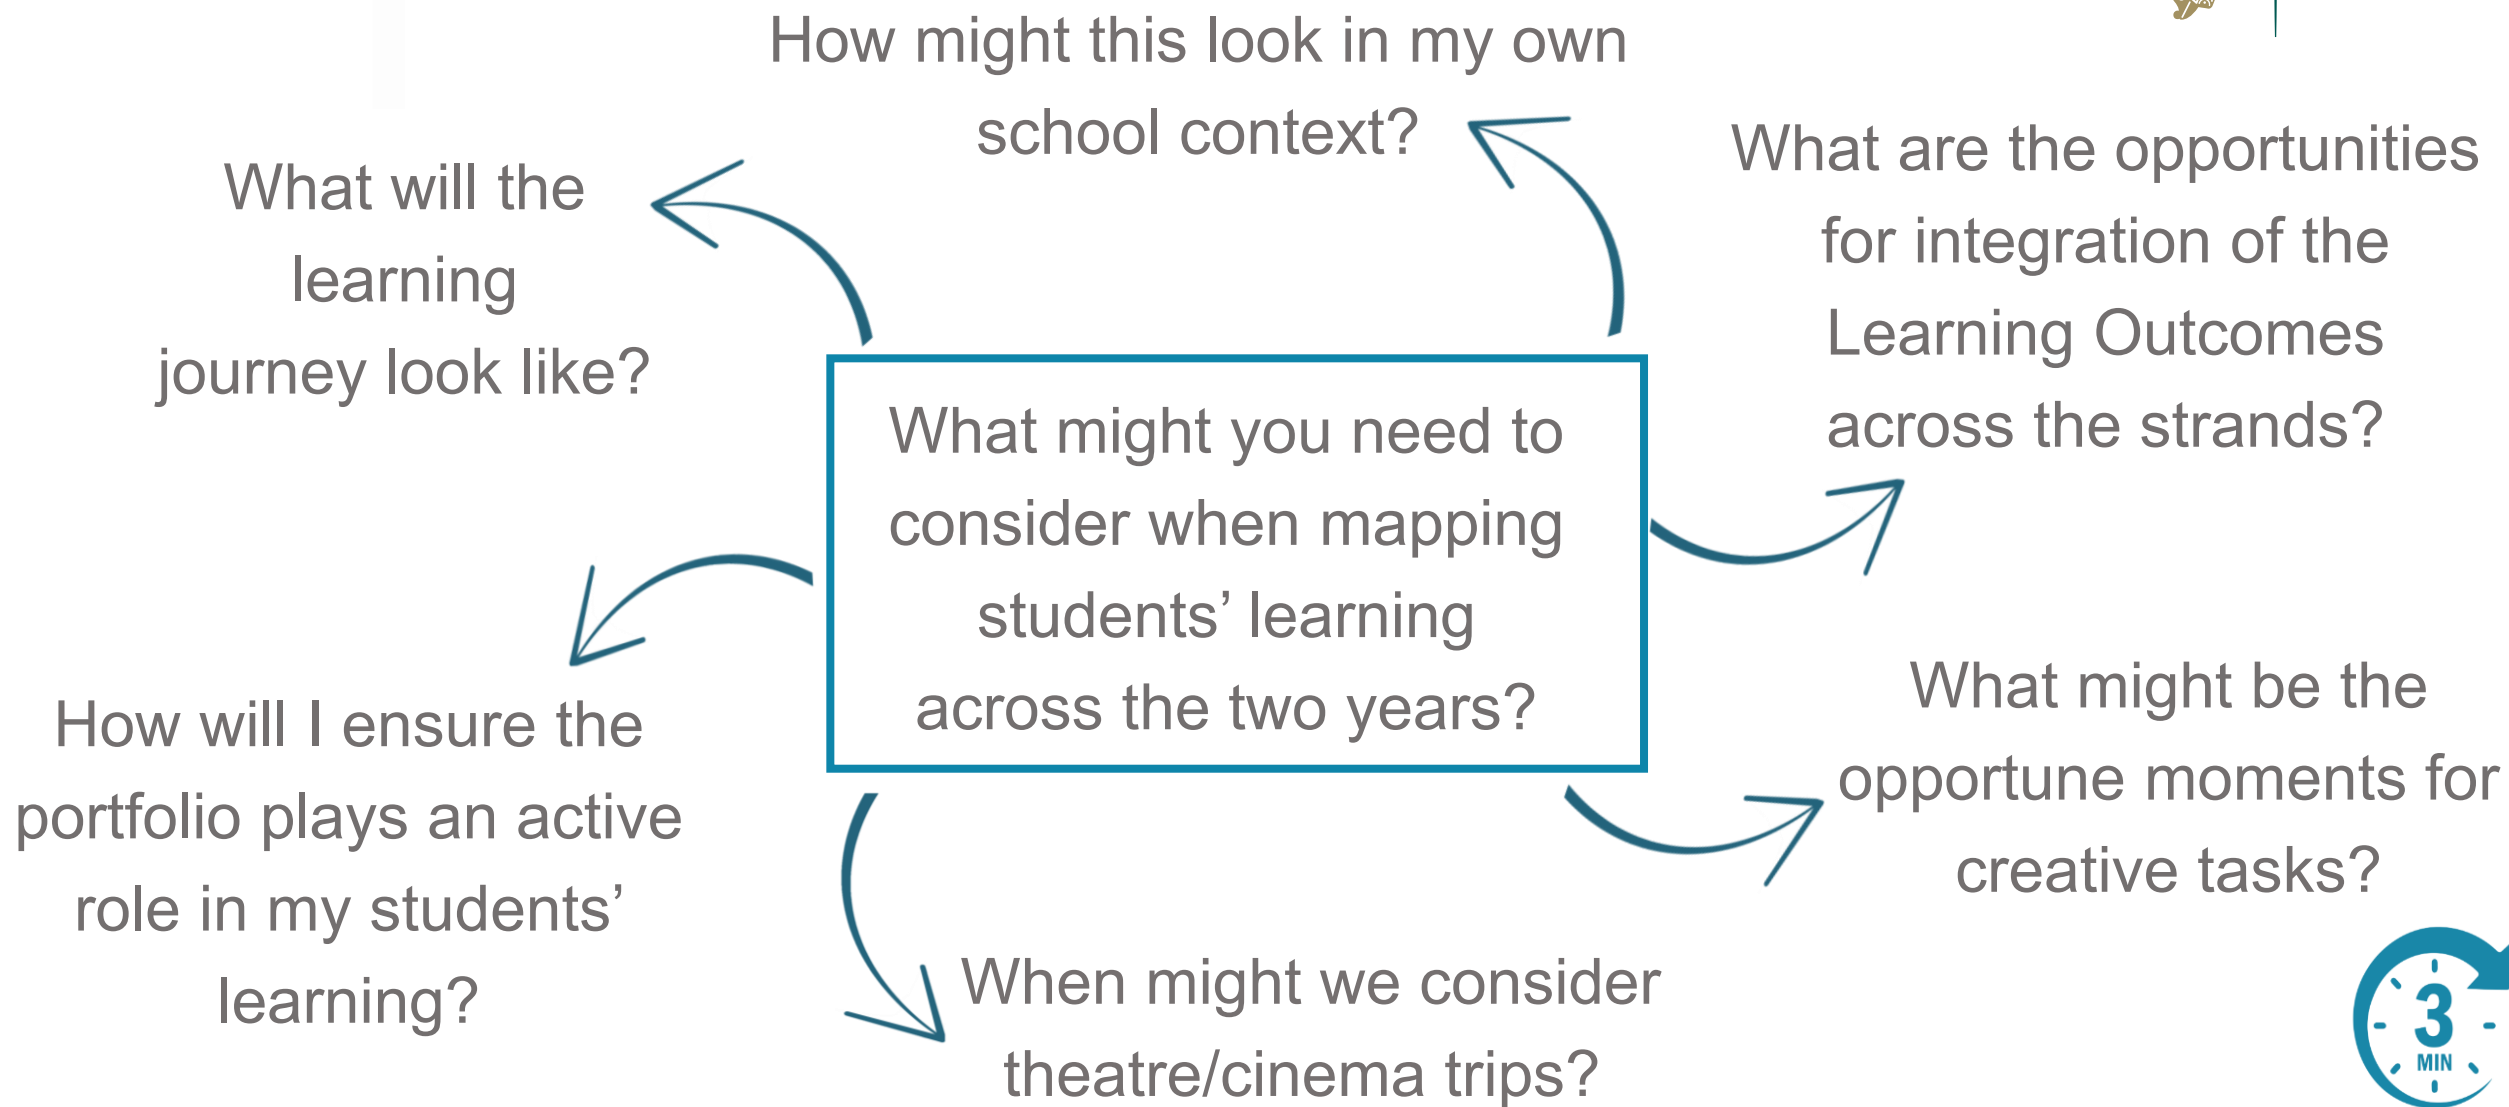 How might this look in my own
school context?
What will the
learning
journey look like?
What are the opportunities
for integration of the
Learning Outcomes
across the strands?
What might you need to
consider when mapping
students’ learning
across the two years?
How will I ensure the
portfolio plays an active
role in my students’
learning?
What might be the
opportune moments for
creative tasks?
When might we consider
theatre/cinema trips?
3
MIN